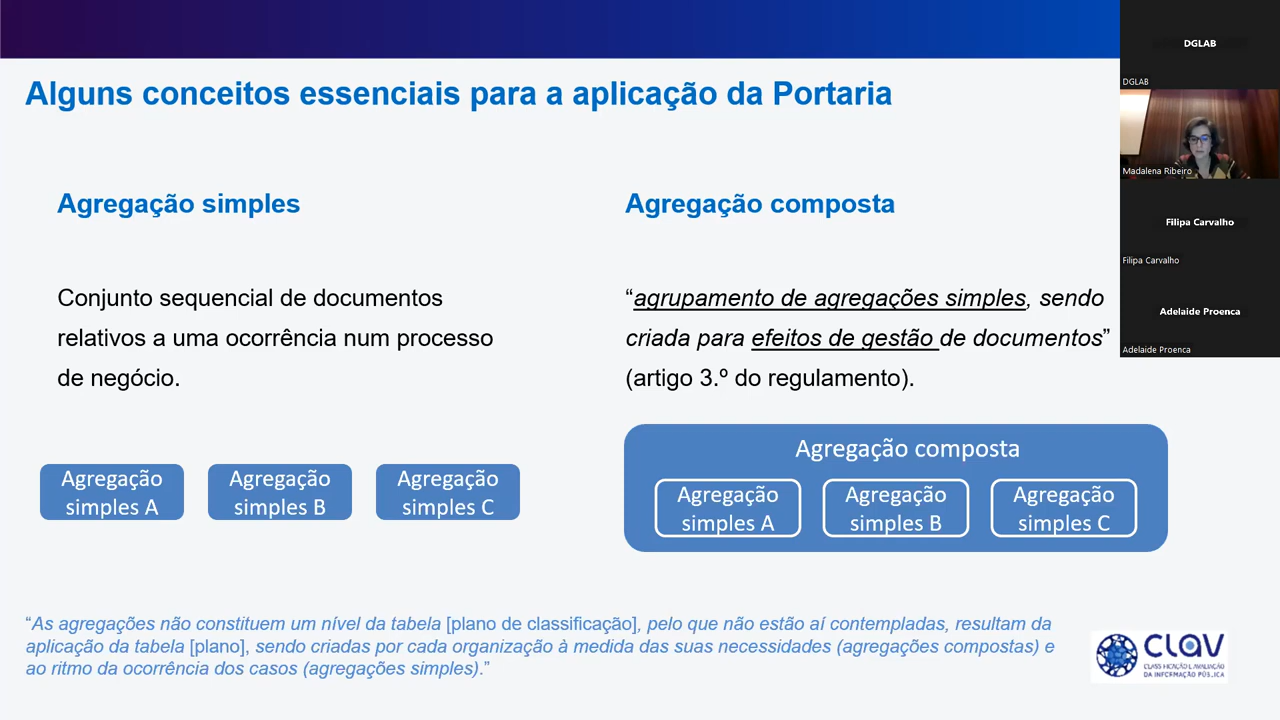 Alguns conceitos essenciais para a aplicação da Portaria
Agregação simples
Conjunto sequencial de documentos
relativos a uma ocorrência num processo
de negócio.
Agregação
simples A
Agregação
simples B
Agregação
simples C
Agregação composta
“agrupamento de agregações simples, sendo
criada para efeitos de gestão de documentos”
(artigo 3.º do regulamento).
Agregação composta
Agregação
simples A
Agregação
simples B
Agregação
simples C
“As agregações não constituem um nível da tabela [plano de classificação], pelo que não estão aí contempladas, resultam da
aplicação da tabela [plano], sendo criadas por cada organização à medida das suas necessidades (agregações compostas) e
ao ritmo da ocorrência dos casos (agregações simples).”
CLAV
CLASSIFICAÇÃO E AVALIAÇÃO
DA INFORMAÇÃO PÚBLICA
DGLAB
DGLAB
Madalena Ribeiro
Filipa Carvalho
Filipa Carvalho
Adelaide Proenca
Adelaide Proenca